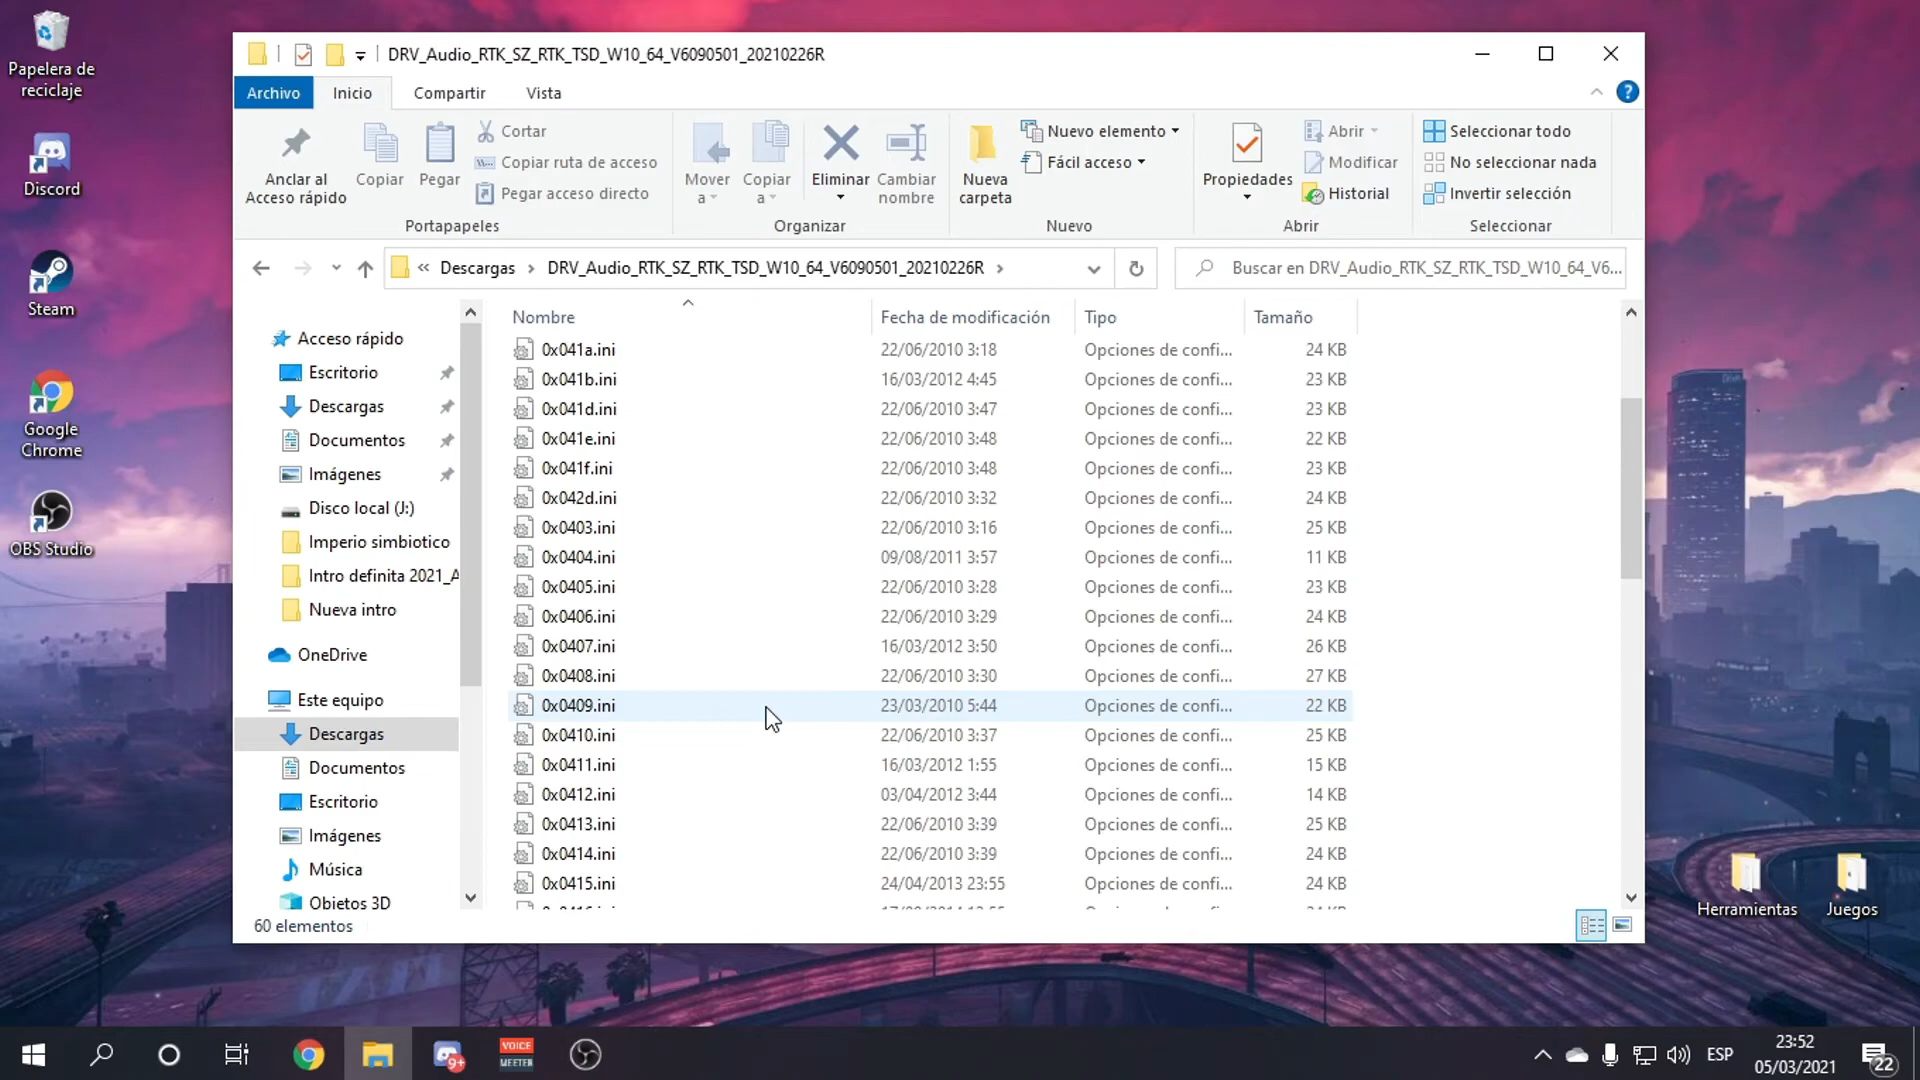 Papelera de
reciclaje
Discord
Steam
Google
Chrome
OBS Studio
DRV_Audio_RTK_SZ_RTK_TSD_W10_64_V6090501_20210226R
Archivo Inicio Compartir Vista
Anclar al
Acceso rápido
Copiar
Pegar
Cortar
Copiar ruta de acceso
Pegar acceso directo
Portapapeles
Mover
a
Copiar
a
Eliminar
Cambiar
nombre
Organizar
Nueva
carpeta
Nuevo elemento
Fácil acceso
Nuevo
Propiedades
Abrir
Modificar
Historial
Abrir
Seleccionar todo
No seleccionar nada
Invertir selección
Seleccionar
« Descargas › DRV_Audio_RTK_SZ_RTK_TSD_W10_64_V6090501_20210226R ›
Buscar en DRV_Audio_RTK_SZ_RTK_TSD_W10_64_V6...
Acceso rápido
Escritorio
Descargas
Documentos
Imágenes
Disco local (J:)
Imperio simbiotico
Intro definita 2021_A
Nueva intro
OneDrive
Este equipo
Descargas
Documentos
Escritorio
Imágenes
Música
Objetos 3D
Nombre Fecha de modificación Tipo Tamaño
0x041a.ini 22/06/2010 3:18 Opciones de confi... 24 KB
0x041b.ini 16/03/2012 4:45 Opciones de confi... 23 KB
0x041d.ini 22/06/2010 3:47 Opciones de confi... 23 KB
0x041e.ini 22/06/2010 3:48 Opciones de confi... 22 KB
0x041f.ini 22/06/2010 3:48 Opciones de confi... 23 KB
0x042d.ini 22/06/2010 3:32 Opciones de confi... 24 KB
0x0403.ini 22/06/2010 3:16 Opciones de confi... 25 KB
0x0404.ini 09/08/2011 3:57 Opciones de confi... 11 KB
0x0405.ini 22/06/2010 3:28 Opciones de confi... 23 KB
0x0406.ini 22/06/2010 3:29 Opciones de confi... 24 KB
0x0407.ini 16/03/2012 3:50 Opciones de confi... 26 KB
0x0408.ini 22/06/2010 3:30 Opciones de confi... 27 KB
0x0409.ini 23/03/2010 5:44 Opciones de confi... 22 KB
0x0410.ini 22/06/2010 3:37 Opciones de confi... 25 KB
0x0411.ini 16/03/2012 1:55 Opciones de confi... 15 KB
0x0412.ini 03/04/2012 3:44 Opciones de confi... 14 KB
0x0413.ini 22/06/2010 3:39 Opciones de confi... 25 KB
0x0414.ini 22/06/2010 3:39 Opciones de confi... 24 KB
0x0415.ini 24/04/2013 23:55 Opciones de confi... 24 KB
60 elementos
Herramientas
Juegos
9+
VOICE
MEETER
ESP
23:52
05/03/2021
22